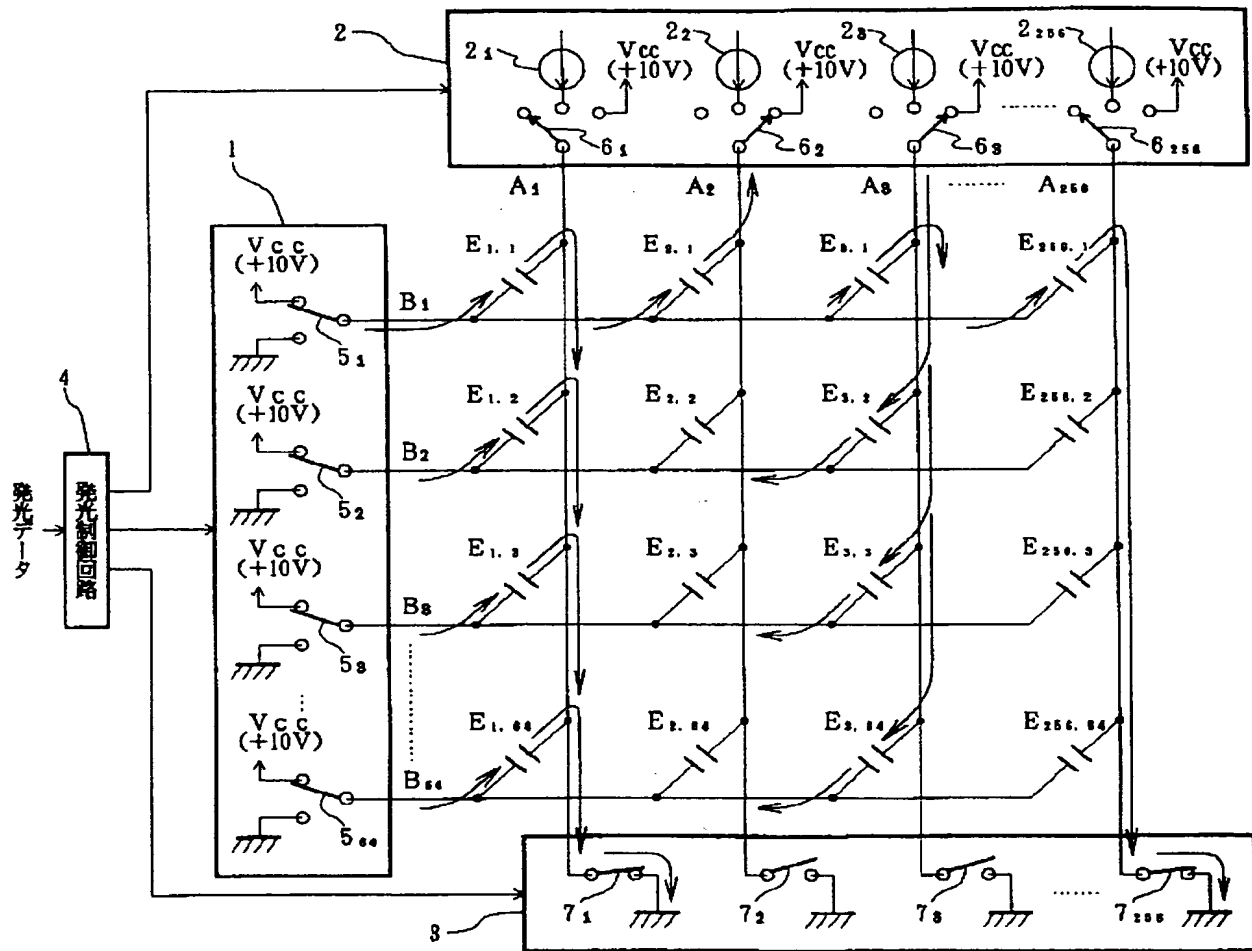 2
2₁
2₂
2₃
2₂₅₆
Vcc
(+10V)
Vcc
(+10V)
Vcc
(+10V)
Vcc
(+10V)
6₁
6₂
6₃
6₂₅₆
1
A₁
A₂
A₃
A₂₅₆
Vcc
(+10V)
E₁.₁
E₂.₁
E₃.₁
E₂₅₆.₁
B₁
5₁
4
Vcc
(+10V)
E₁,₂
E₂,₂
E₃,₂
E₂₅₆,₂
B₂
5₂
発光データ
発光制御回路
Vcc
(+10V)
E₁,₃
E₂,₃
E₃,₃
E₂₅₆,₃
B₃
5₃
Vcc
(+10V)
E₁,₆₄
E₂,₆₄
E₃,₆₄
E₂₅₆,₆₄
B₆₄
5₆₄
3
7₁
7₂
7₃
7₂₅₆